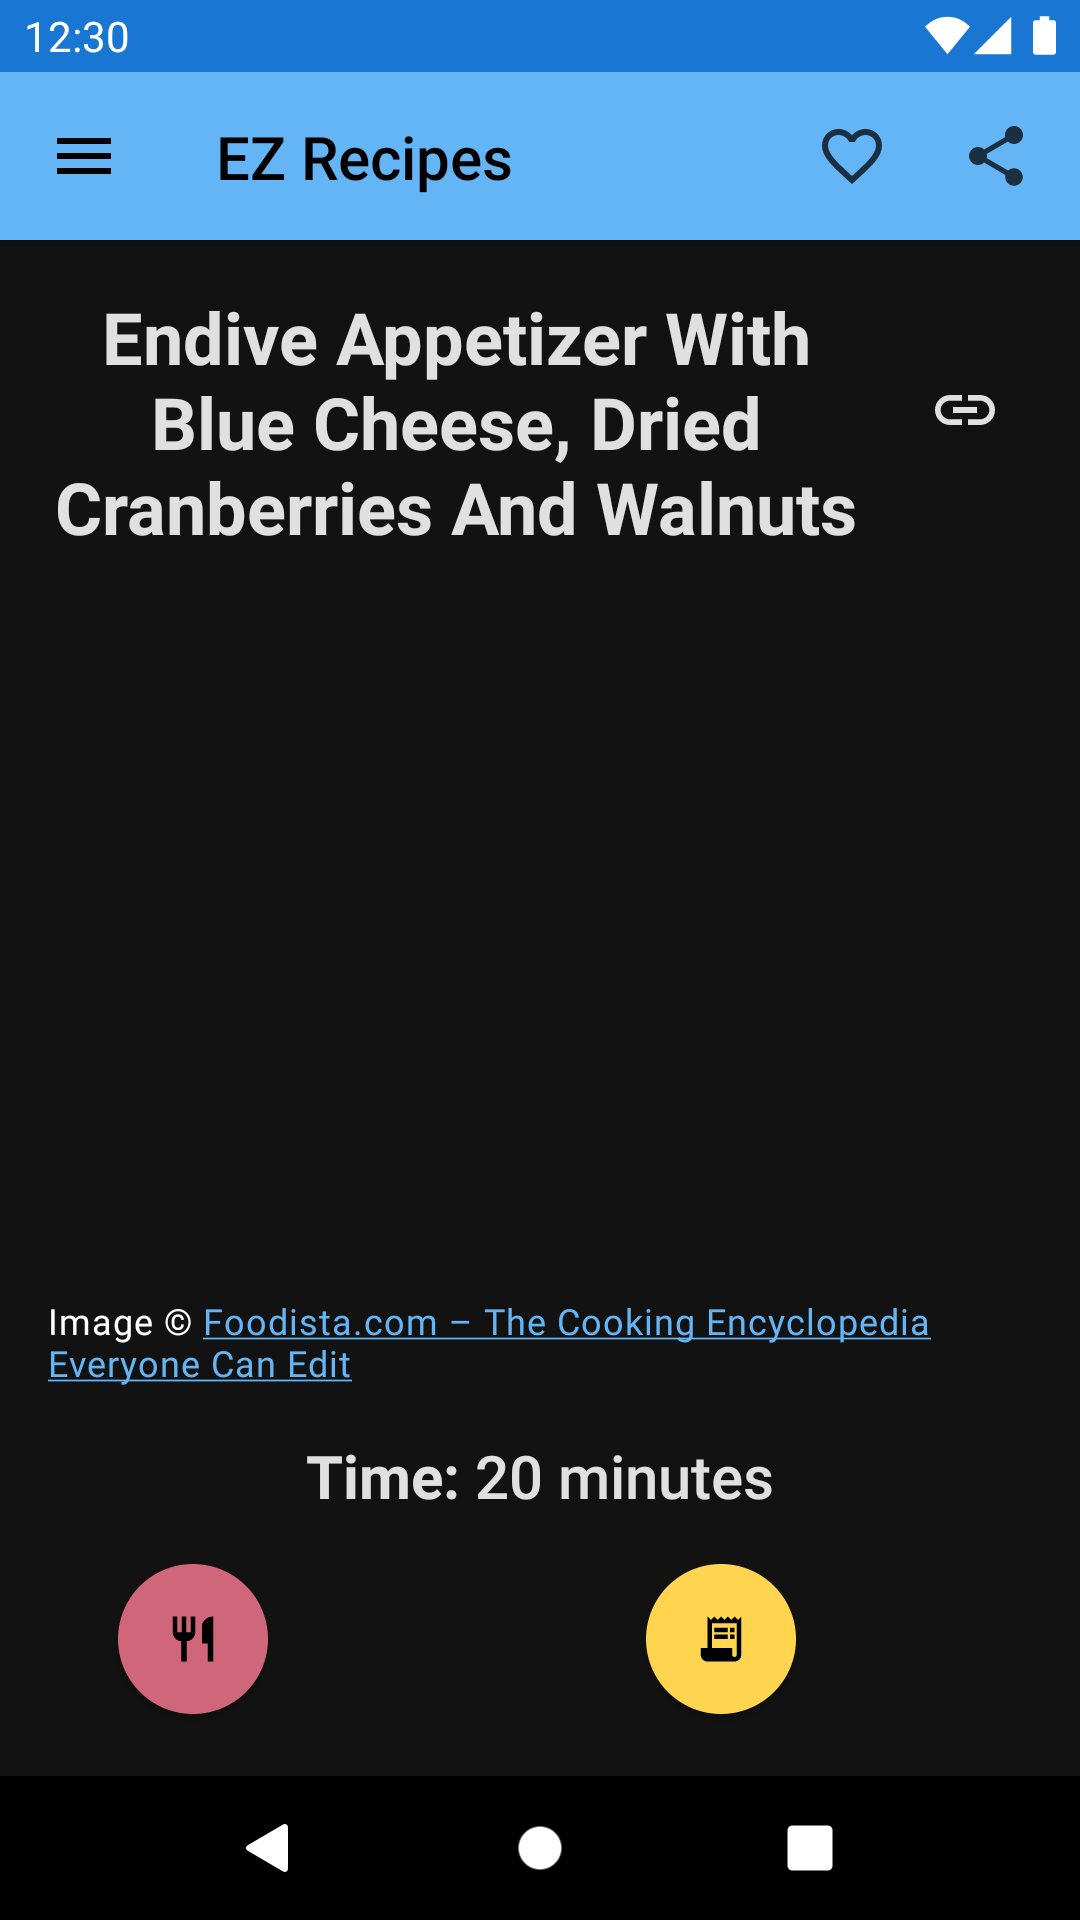 12:30
EZ Recipes
Endive Appetizer With
Blue Cheese, Dried
Cranberries And Walnuts
Image © Foodista.com – The Cooking Encyclopedia
Everyone Can Edit
Time: 20 minutes